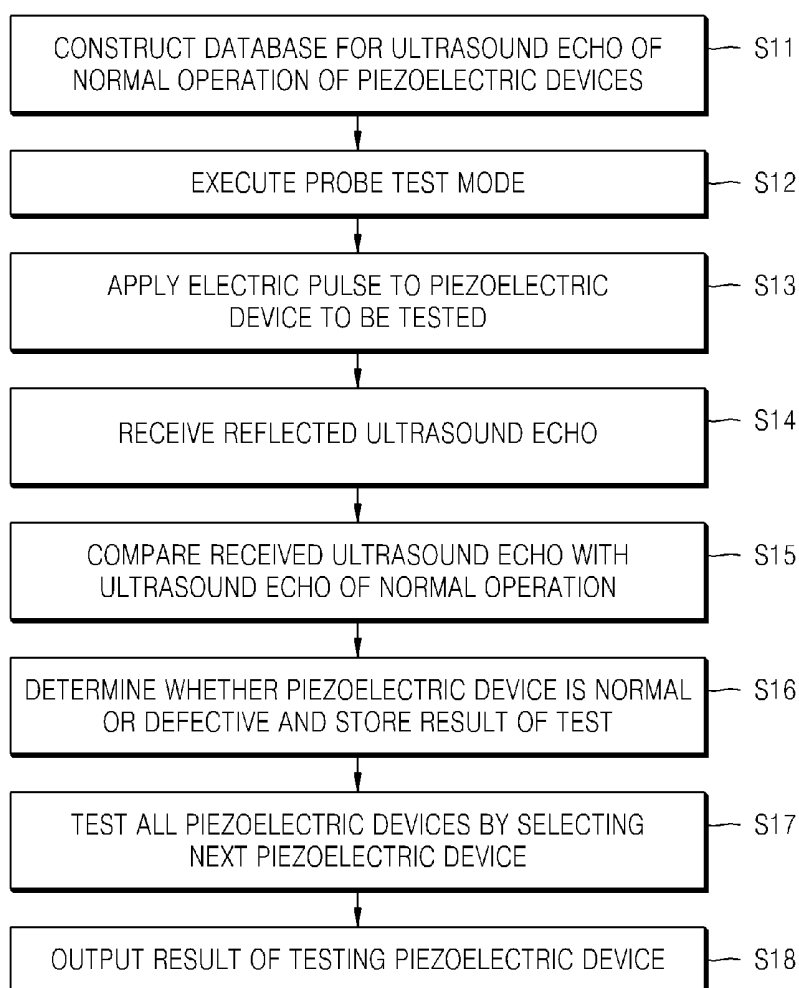 CONSTRUCT DATABASE FOR ULTRASOUND ECHO OF
NORMAL OPERATION OF PIEZOELECTRIC DEVICES
S11
EXECUTE PROBE TEST MODE
S12
APPLY ELECTRIC PULSE TO PIEZOELECTRIC
DEVICE TO BE TESTED
S13
RECEIVE REFLECTED ULTRASOUND ECHO
S14
COMPARE RECEIVED ULTRASOUND ECHO WITH
ULTRASOUND ECHO OF NORMAL OPERATION
S15
DETERMINE WHETHER PIEZOELECTRIC DEVICE IS NORMAL
OR DEFECTIVE AND STORE RESULT OF TEST
S16
TEST ALL PIEZOELECTRIC DEVICES BY SELECTING
NEXT PIEZOELECTRIC DEVICE
S17
OUTPUT RESULT OF TESTING PIEZOELECTRIC DEVICE
S18